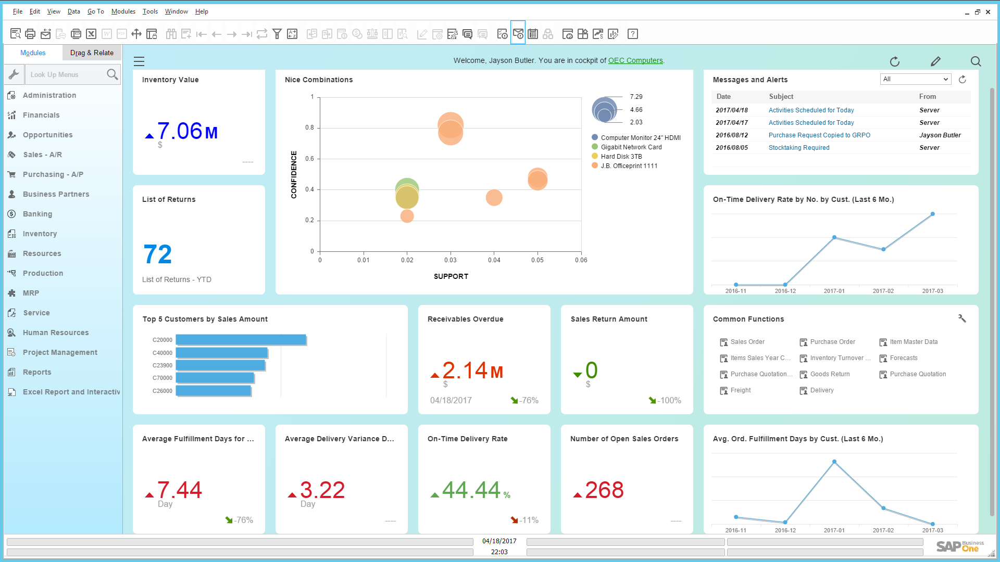 File Edit View Data Go To Modules Tools Window Help
Modules Drag & Relate
Look Up Menus
Administration
Financials
Opportunities
Sales - A/R
Purchasing - A/P
Business Partners
Banking
Inventory
Resources
Production
MRP
Service
Human Resources
Project Management
Reports
Excel Report and Interactiv
Welcome, Jayson Butler. You are in cockpit of OEC Computers.
Inventory Value
7.06 M
$
----
Nice Combinations
CONFIDENCE
1
0.8
0.6
0.4
0.2
0
0 0.01 0.02 0.03 0.04 0.05 0.06
SUPPORT
7.29
4.66
2.03
Computer Monitor 24" HDMI
Gigabit Network Card
Hard Disk 3TB
J.B. Officeprint 1111
Messages and Alerts All
Date Subject From
2017/04/18 Activities Scheduled for Today Server
2017/04/17 Activities Scheduled for Today Server
2016/08/12 Purchase Request Copied to GRPO Jayson Butler
2016/08/05 Stocktaking Required Server
List of Returns
72
List of Returns - YTD
On-Time Delivery Rate by No. by Cust. (Last 6 Mo.)
2016-11 2016-12 2017-01 2017-02 2017-03
Top 5 Customers by Sales Amount
C20000
C40000
C23900
C70000
C26000
Receivables Overdue
2.14 M
$
04/18/2017 -76%
Sales Return Amount
0
$
-100%
Common Functions
Sales Order Purchase Order Item Master Data
Items Sales Year C... Inventory Turnover ... Forecasts
Purchase Quotation... Goods Return Purchase Quotation
Freight Delivery
Average Fulfillment Days for ...
7.44
Day
-76%
Average Delivery Variance D...
3.22
Day
----
On-Time Delivery Rate
44.44 %
-11%
Number of Open Sales Orders
268
----
Avg. Ord. Fulfillment Days by Cust. (Last 6 Mo.)
2016-11 2016-12 2017-01 2017-02 2017-03
04/18/2017
22:03
SAP Business One